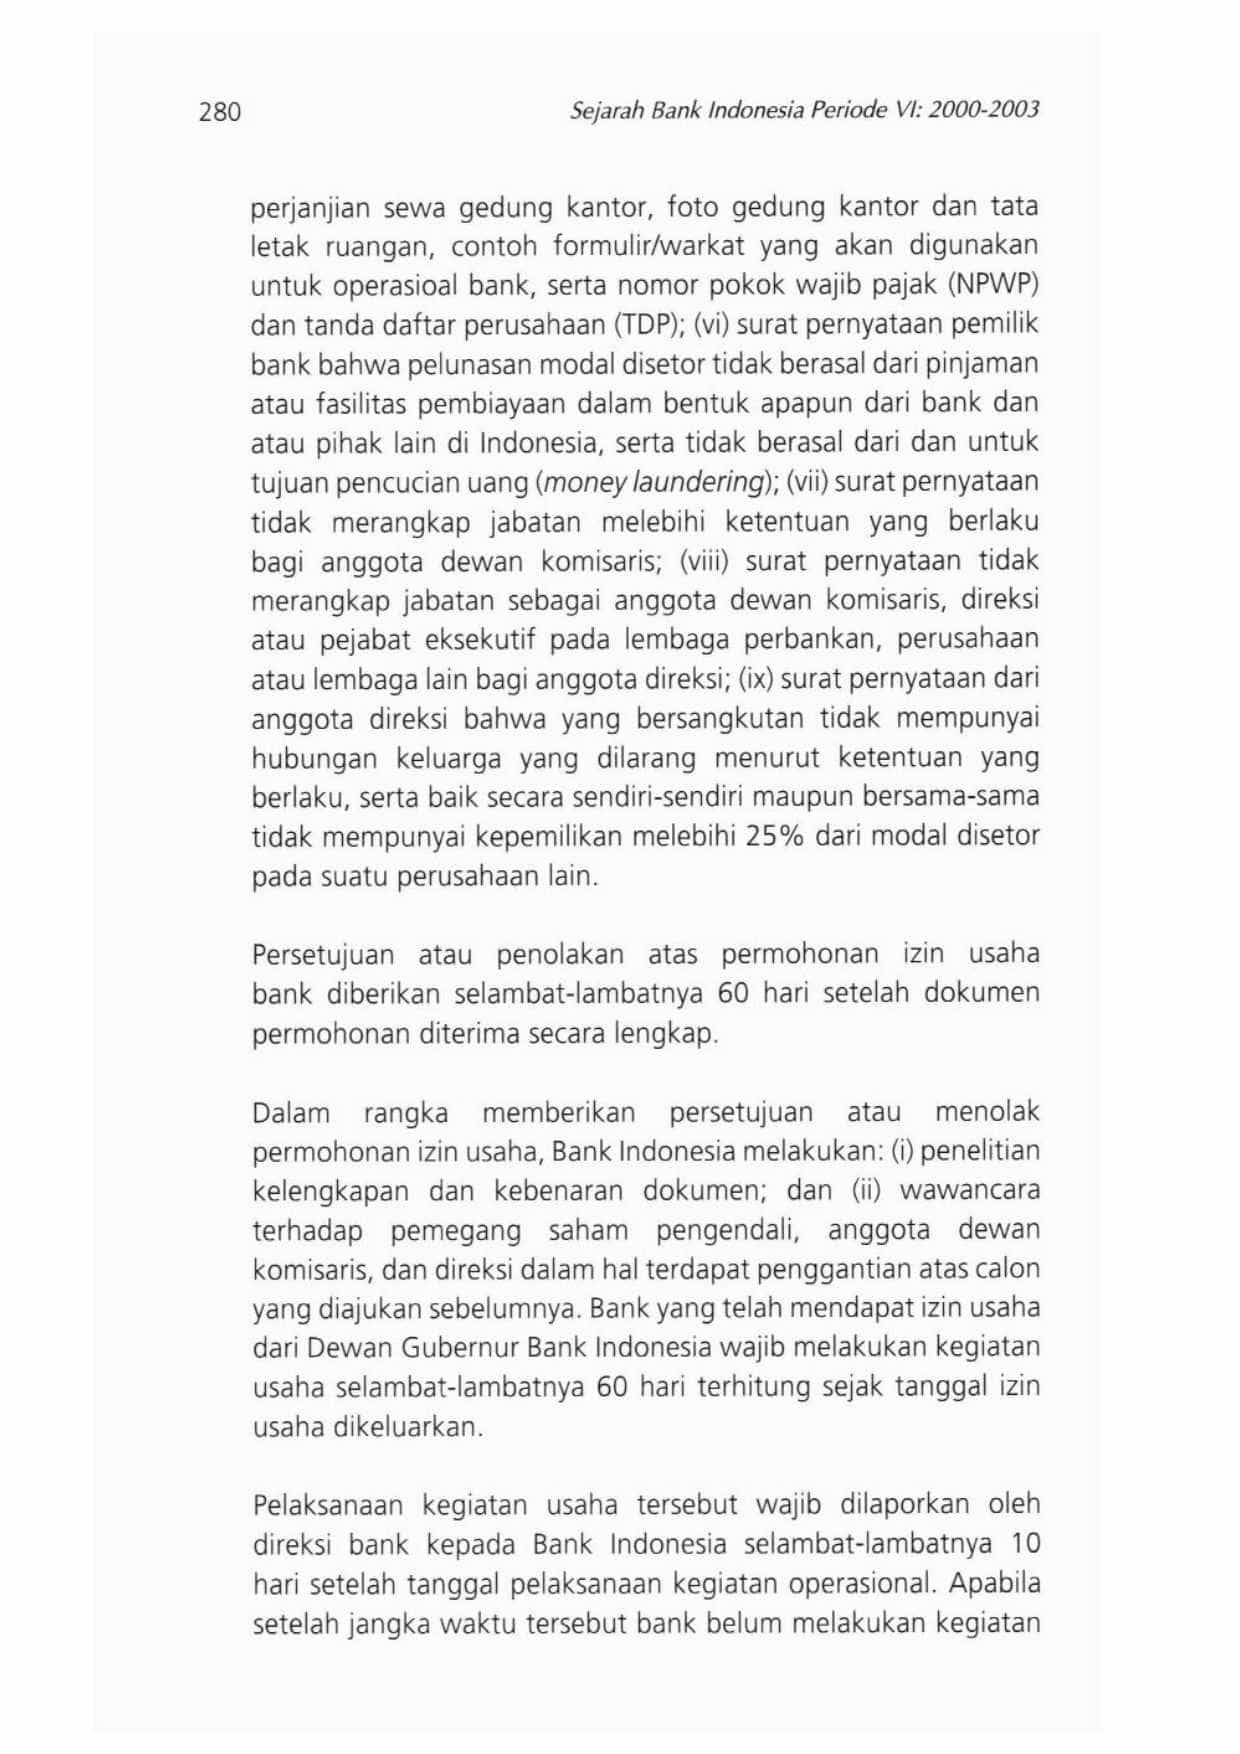 280
Sejarah Bank Indonesia Periode VI: 2000-2003
perjanjian sewa gedung kantor, foto gedung kantor dan tata
letak ruangan, contoh formulir/warkat yang akan digunakan
untuk operasioal bank, serta nomor pokok wajib pajak (NPWP)
dan tanda daftar perusahaan (TDP); (vi) surat pernyataan pemilik
bank bahwa pelunasan modal disetor tidak berasal dari pinjaman
atau fasilitas pembiayaan dalam bentuk apapun dari bank dan
atau pihak lain di Indonesia, serta tidak berasal dari dan untuk
tujuan pencucian uang (money laundering); (vii) surat pernyataan
tidak merangkap jabatan melebihi ketentuan yang berlaku
bagi anggota dewan komisaris; (viii) surat pernyataan tidak
merangkap jabatan sebagai anggota dewan komisaris, direksi
atau pejabat eksekutif pada lembaga perbankan, perusahaan
atau lembaga lain bagi anggota direksi; (ix) surat pernyataan dari
anggota direksi bahwa yang bersangkutan tidak mempunyai
hubungan keluarga yang dilarang menurut ketentuan yang
berlaku, serta baik secara sendiri-sendiri maupun bersama-sama
tidak mempunyai kepemilikan melebihi 25% dari modal disetor
pada suatu perusahaan lain.
Persetujuan atau penolakan atas permohonan izin usaha
bank diberikan selambat-lambatnya 60 hari setelah dokumen
permohonan diterima secara lengkap.
Dalam rangka memberikan persetujuan atau menolak
permohonan izin usaha, Bank Indonesia melakukan: (i) penelitian
kelengkapan dan kebenaran dokumen; dan (ii) wawancara
terhadap pemegang saham pengendali, anggota dewan
komisaris, dan direksi dalam hal terdapat penggantian atas calon
yang diajukan sebelumnya. Bank yang telah mendapat izin usaha
dari Dewan Gubernur Bank Indonesia wajib melakukan kegiatan
usaha selambat-lambatnya 60 hari terhitung sejak tanggal izin
usaha dikeluarkan.
Pelaksanaan kegiatan usaha tersebut wajib dilaporkan oleh
direksi bank kepada Bank Indonesia selambat-lambatnya 10
hari setelah tanggal pelaksanaan kegiatan operasional. Apabila
setelah jangka waktu tersebut bank belum melakukan kegiatan